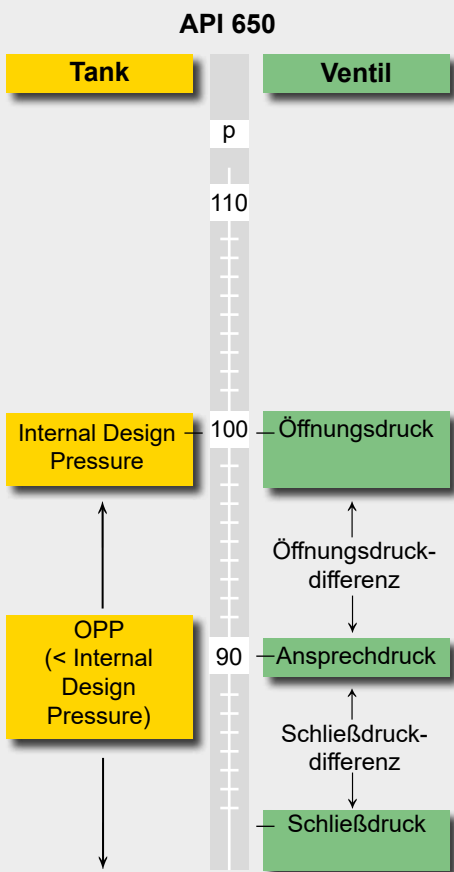 API 650
Tank
Ventil
p
110
Internal Design
Pressure
100
Öffnungsdruck
Öffnungsdruck-
differenz
OPP
(< Internal
Design
Pressure)
90
Ansprechdruck
Schließdruck-
differenz
Schließdruck